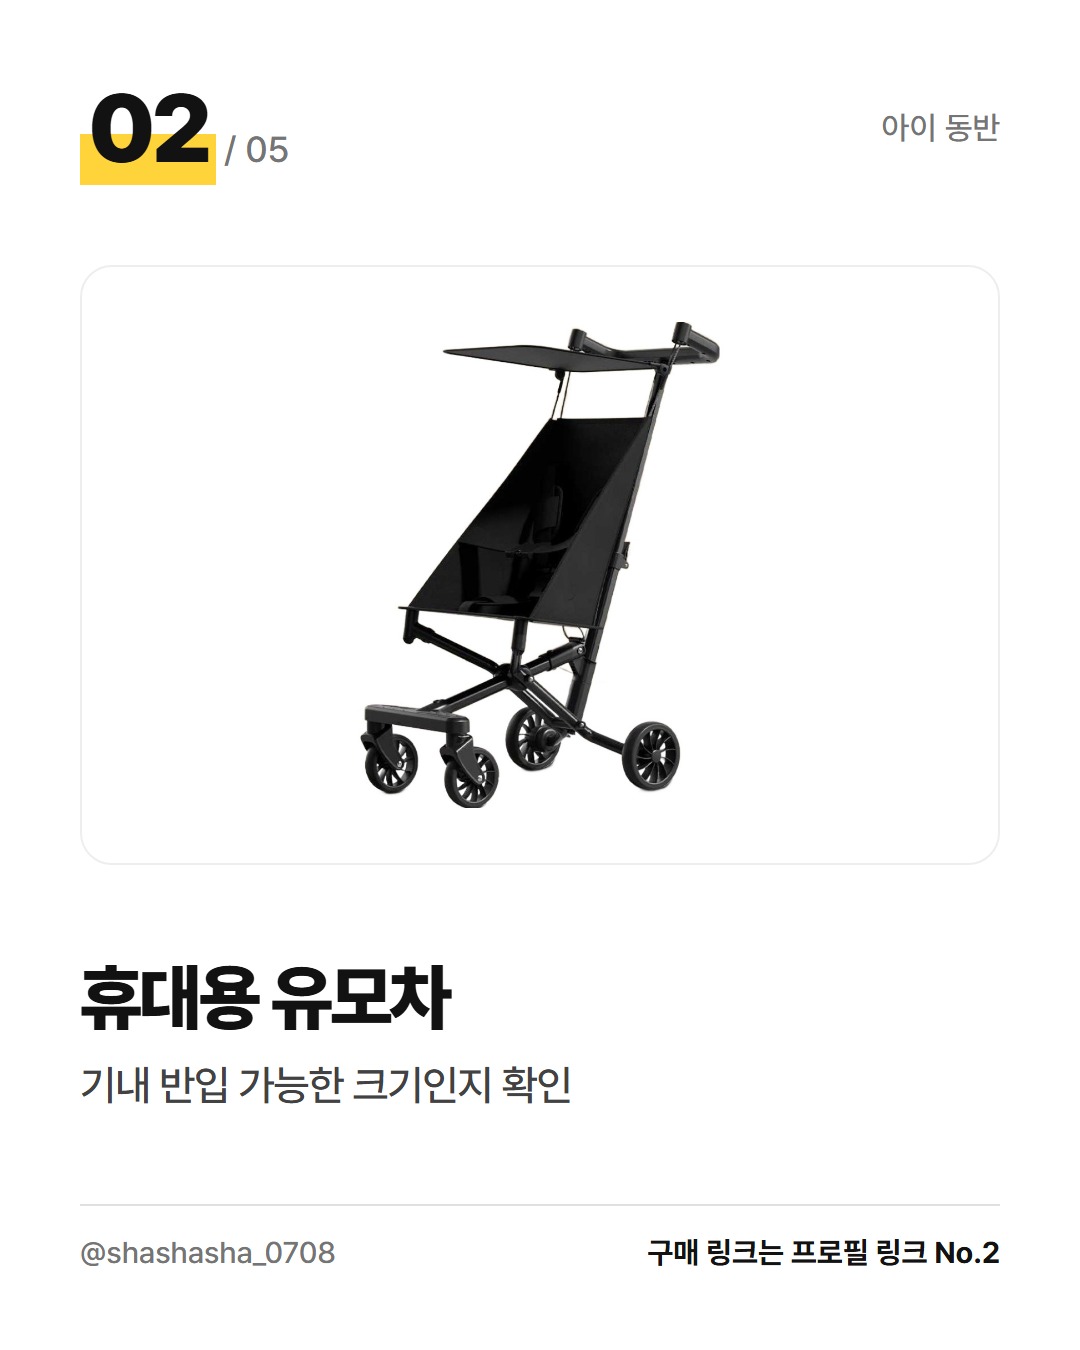 02 / 05
아이 동반
휴대용 유모차
기내 반입 가능한 크기인지 확인
@shashasha_0708
구매 링크는 프로필 링크 No.2